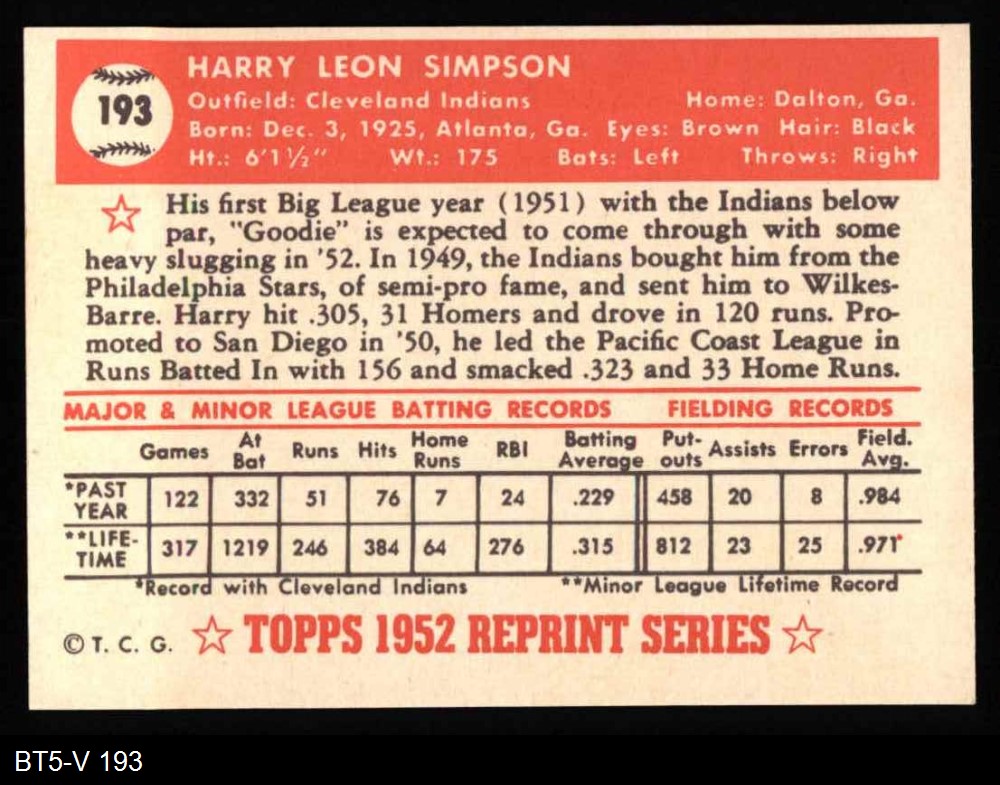 193
HARRY LEON SIMPSON
Outfield: Cleveland Indians Home: Dalton, Ga.
Born: Dec. 3, 1925, Atlanta, Ga. Eyes: Brown Hair: Black
Ht.: 6'1½" Wt.: 175 Bats: Left Throws: Right
☆ His first Big League year (1951) with the Indians below
par, "Goodie" is expected to come through with some
heavy slugging in '52. In 1949, the Indians bought him from the
Philadelphia Stars, of semi-pro fame, and sent him to Wilkes-
Barre. Harry hit .305, 31 Homers and drove in 120 runs. Pro-
moted to San Diego in '50, he led the Pacific Coast League in
Runs Batted In with 156 and smacked .323 and 33 Home Runs.
MAJOR & MINOR LEAGUE BATTING RECORDS FIELDING RECORDS
Games At Bat Runs Hits Home Runs RBI Batting Average Put-outs Assists Errors Field. Avg.
*PAST YEAR 122 332 51 76 7 24 .229 458 20 8 .984
**LIFE-TIME 317 1219 246 384 64 276 .315 812 23 25 .971
*Record with Cleveland Indians **Minor League Lifetime Record
© T. C. G. ☆ TOPPS 1952 REPRINT SERIES ☆
BT5-V 193